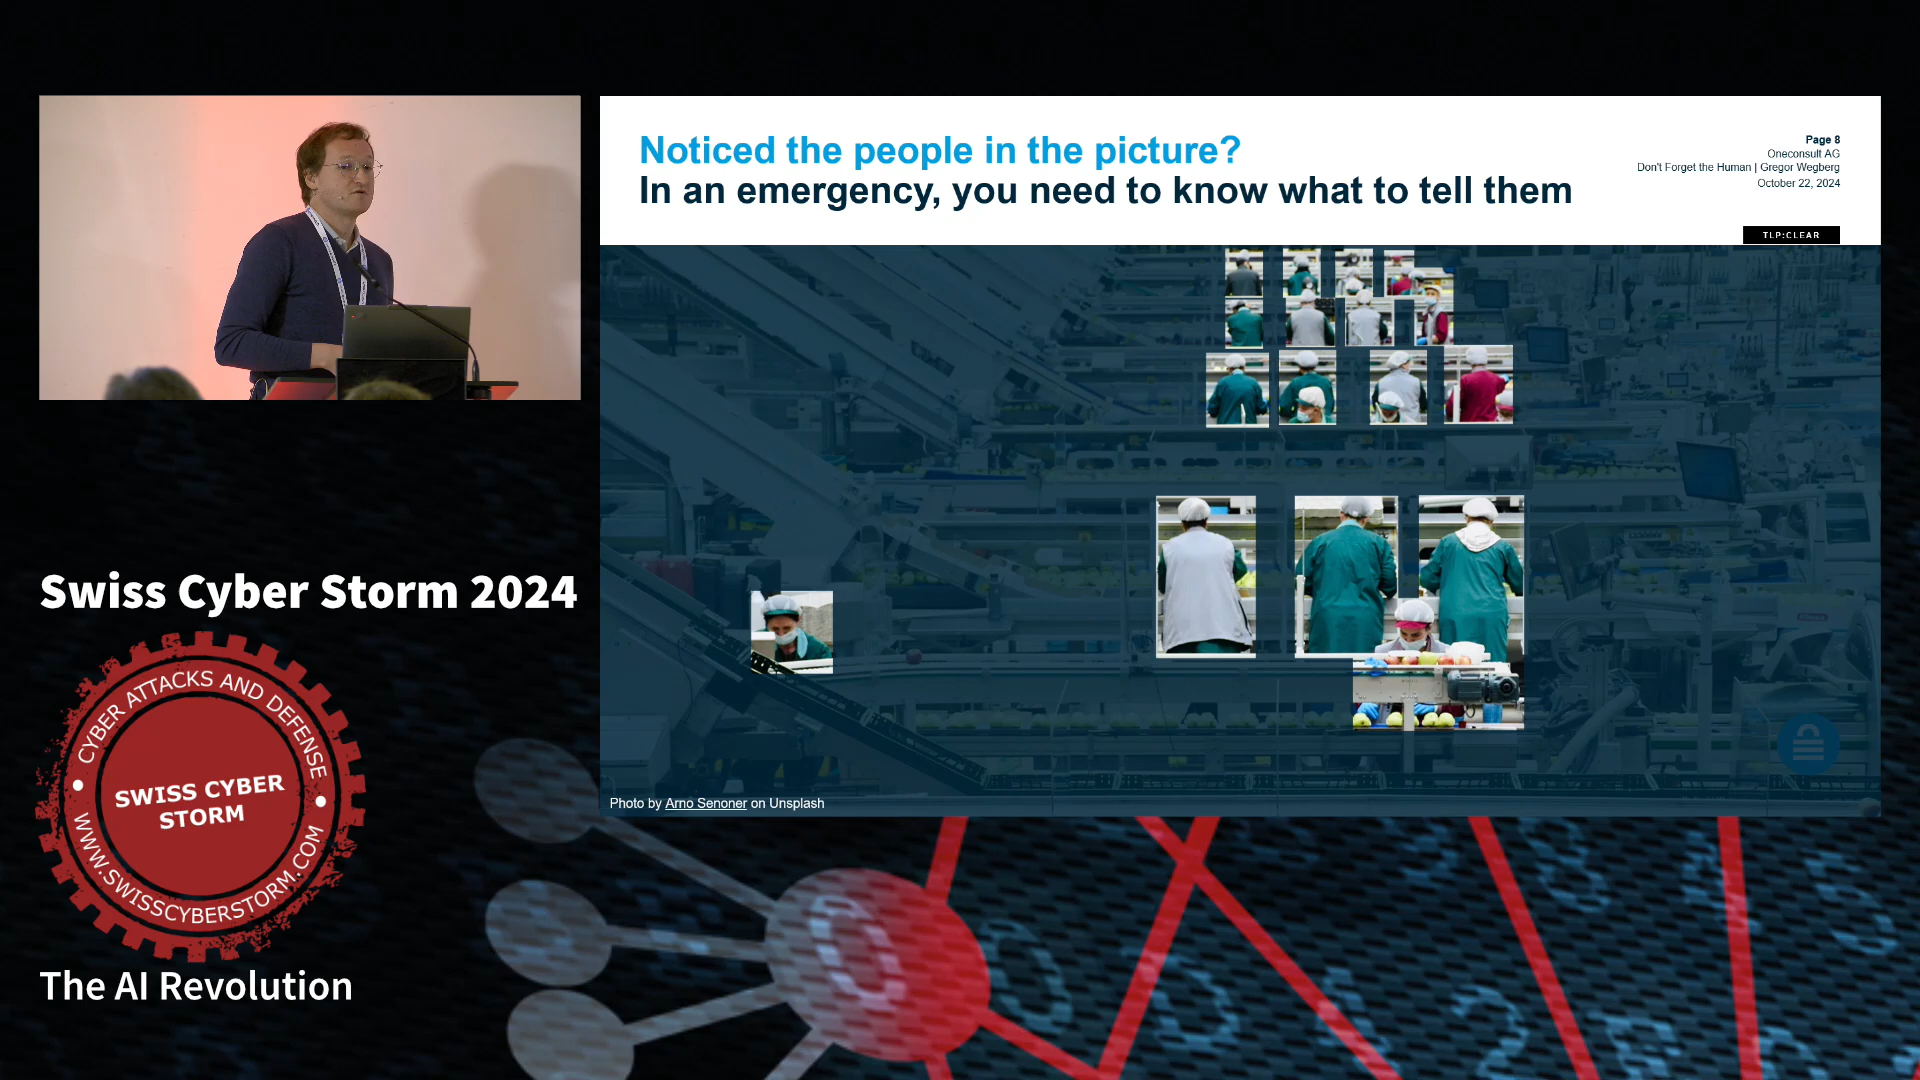 Noticed the people in the picture?
In an emergency, you need to know what to tell them
Page 8
Oneconsult AG
Don't Forget the Human | Gregor Wegberg
October 22, 2024
TLP:CLEAR
Photo by Arno Senoner on Unsplash
Swiss Cyber Storm 2024
CYBER ATTACKS AND DEFENSE
SWISS CYBER
STORM
WWW.SWISSCYBERSTORM.COM
The AI Revolution